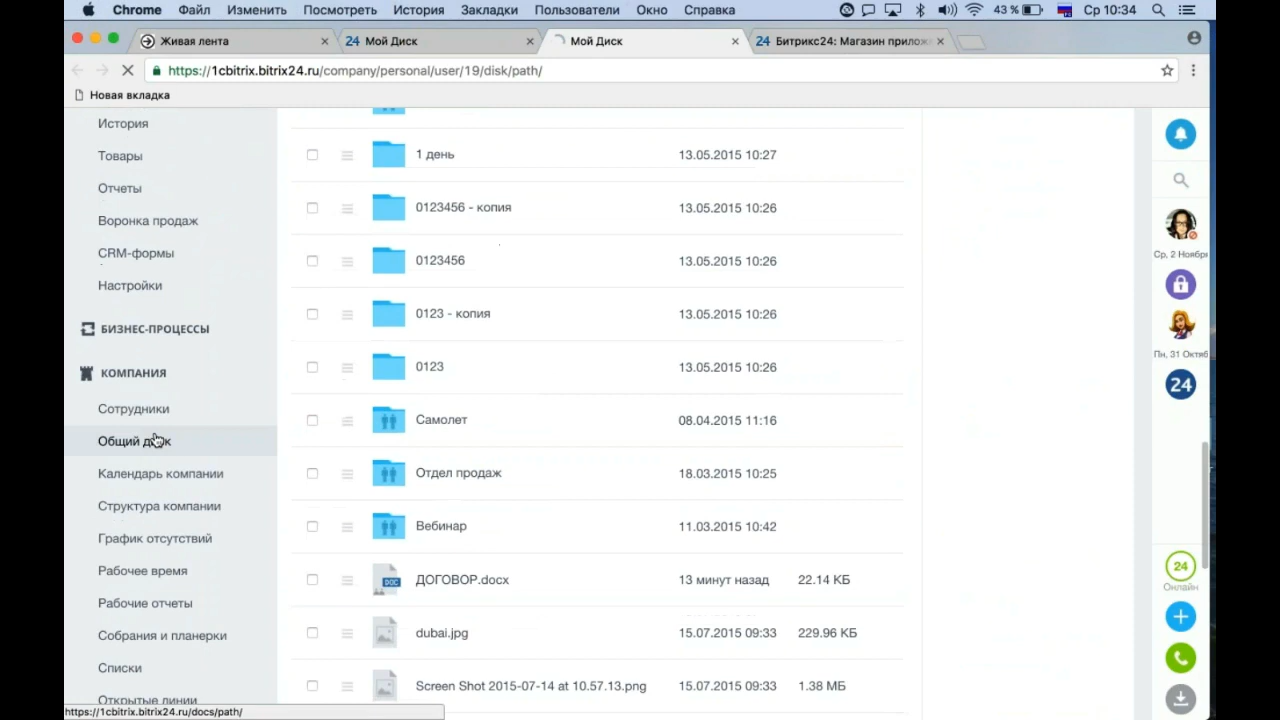 Chrome Файл Изменить Просмотреть История Закладки Пользователи Окно Справка 43 % Ср 10:34
Живая лента
24 Мой Диск
Мой Диск
24 Битрикс24: Магазин прилож
https://1cbitrix.bitrix24.ru/company/personal/user/19/disk/path/
Новая вкладка
История
Товары
Отчеты
Воронка продаж
CRM-формы
Настройки
БИЗНЕС-ПРОЦЕССЫ
КОМПАНИЯ
Сотрудники
Общий диск
Календарь компании
Структура компании
График отсутствий
Рабочее время
Рабочие отчеты
Собрания и планерки
Списки
Открытые линии
https://1cbitrix.bitrix24.ru/docs/path/
1 день 13.05.2015 10:27
0123456 - копия 13.05.2015 10:26
0123456 13.05.2015 10:26
0123 - копия 13.05.2015 10:26
0123 13.05.2015 10:26
Самолет 08.04.2015 11:16
Отдел продаж 18.03.2015 10:25
Вебинар 11.03.2015 10:42
DOC ДОГОВОР.docx 13 минут назад 22.14 КБ
dubai.jpg 15.07.2015 09:33 229.96 КБ
Screen Shot 2015-07-14 at 10.57.13.png 15.07.2015 09:33 1.38 МБ
Ср, 2 Ноября
Пн, 31 Октяб
24
24
Онлайн